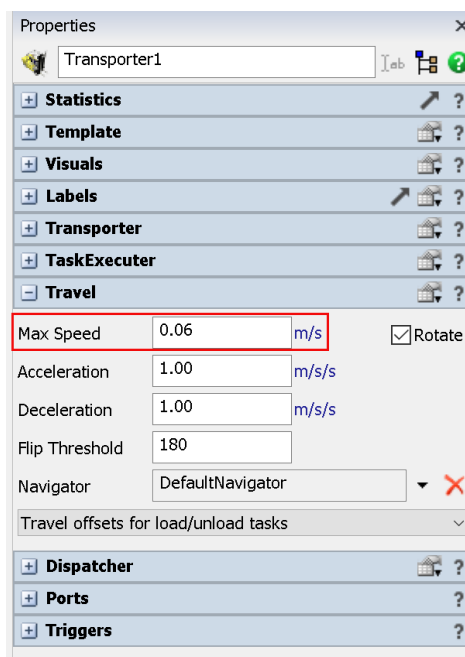 Properties
Transporter1
Statistics ?
Template ?
Visuals ?
Labels ?
Transporter ?
TaskExecuter ?
Travel ?
Max Speed 0.06 m/s Rotate
Acceleration 1.00 m/s/s
Deceleration 1.00 m/s/s
Flip Threshold 180
Navigator DefaultNavigator
Travel offsets for load/unload tasks
Dispatcher ?
Ports ?
Triggers ?